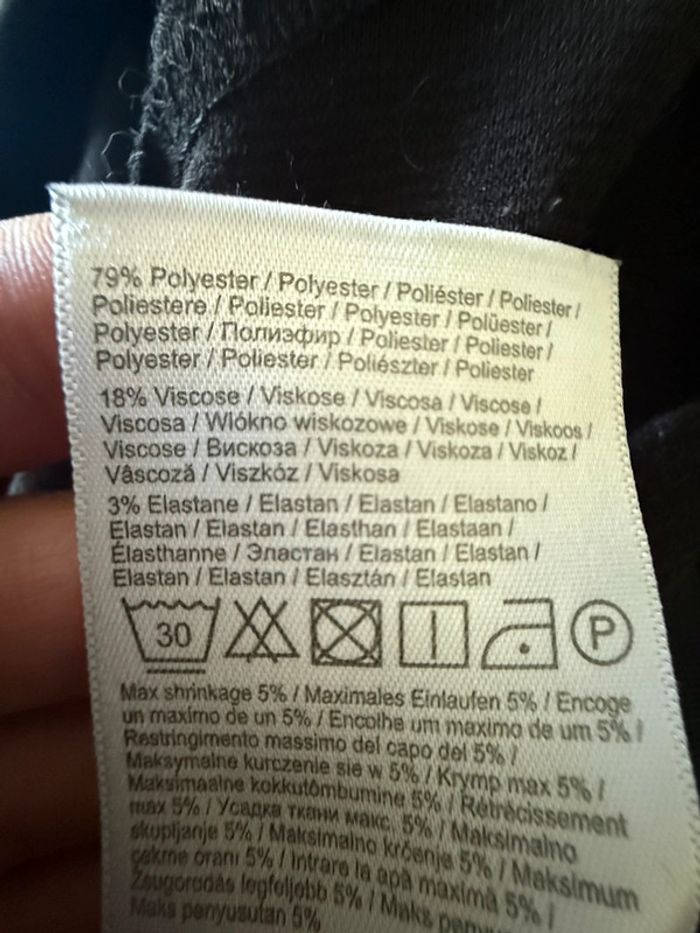 79% Polyester / Polyester / Poliéster / Poliester /
Poliestere / Poliester / Polyester / Polüester /
Polyester / Полиэфир / Poliester / Poliester /
Polyester / Poliester / Poliészter / Poliester
18% Viscose / Viskose / Viscosa / Viscose /
Viscosa / Włókno wiskozowe / Viskose / Viskoos /
Viscose / Вискоза / Viskoza / Viskoza / Viskoz /
Vâscoză / Viszkóz / Viskosa
3% Elastane / Elastan / Elastan / Elastano /
Elastan / Elastan / Elasthan / Elastaan /
Élasthanne / Эластан / Elastan / Elastan /
Elastan / Elastan / Elasztán / Elastan
30 P
Max shrinkage 5% / Maximales Einlaufen 5% / Encoge
un maximo de un 5% / Encolhe um maximo de um 5% /
Restringimento massimo del capo del 5% /
Maksymalne kurczenie sie w 5% / Krymp max 5% /
Maksimaalne kokkutõmbumine 5% / Rétrécissement
max 5% / Усадка ткани макс. 5% / Maksimalno
skupljanje 5% / Maksimalno krčenje 5% / Maksimum
çekme oranı 5% / Intrare la apă maximă 5% /
Zsugorodás legfeljebb 5% / Maks
Maks penyusutan 5%